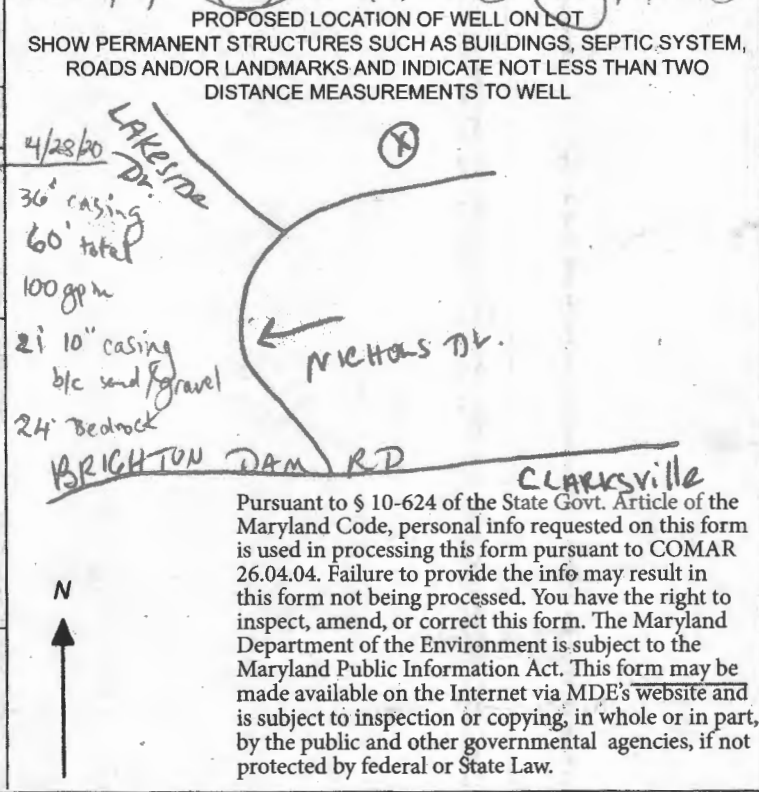 PROPOSED LOCATION OF WELL ON LOT
SHOW PERMANENT STRUCTURES SUCH AS BUILDINGS, SEPTIC SYSTEM,
ROADS AND/OR LANDMARKS AND INDICATE NOT LESS THAN TWO
DISTANCE MEASUREMENTS TO WELL
LAKESIDE
Dr.
X
4/28/20
36' casing
60' total
100 gpm
21' 10" casing
b/c sand/gravel
24' Bedrock
NICHOLS Dr.
BRIGHTON DAM RD
CLARKSville
Pursuant to § 10-624 of the State Govt. Article of the
Maryland Code, personal info requested on this form
is used in processing this form pursuant to COMAR
26.04.04. Failure to provide the info may result in
this form not being processed. You have the right to
inspect, amend, or correct this form. The Maryland
Department of the Environment is subject to the
Maryland Public Information Act. This form may be
made available on the Internet via MDE's website and
is subject to inspection or copying, in whole or in part,
by the public and other governmental agencies, if not
protected by federal or State Law.
N